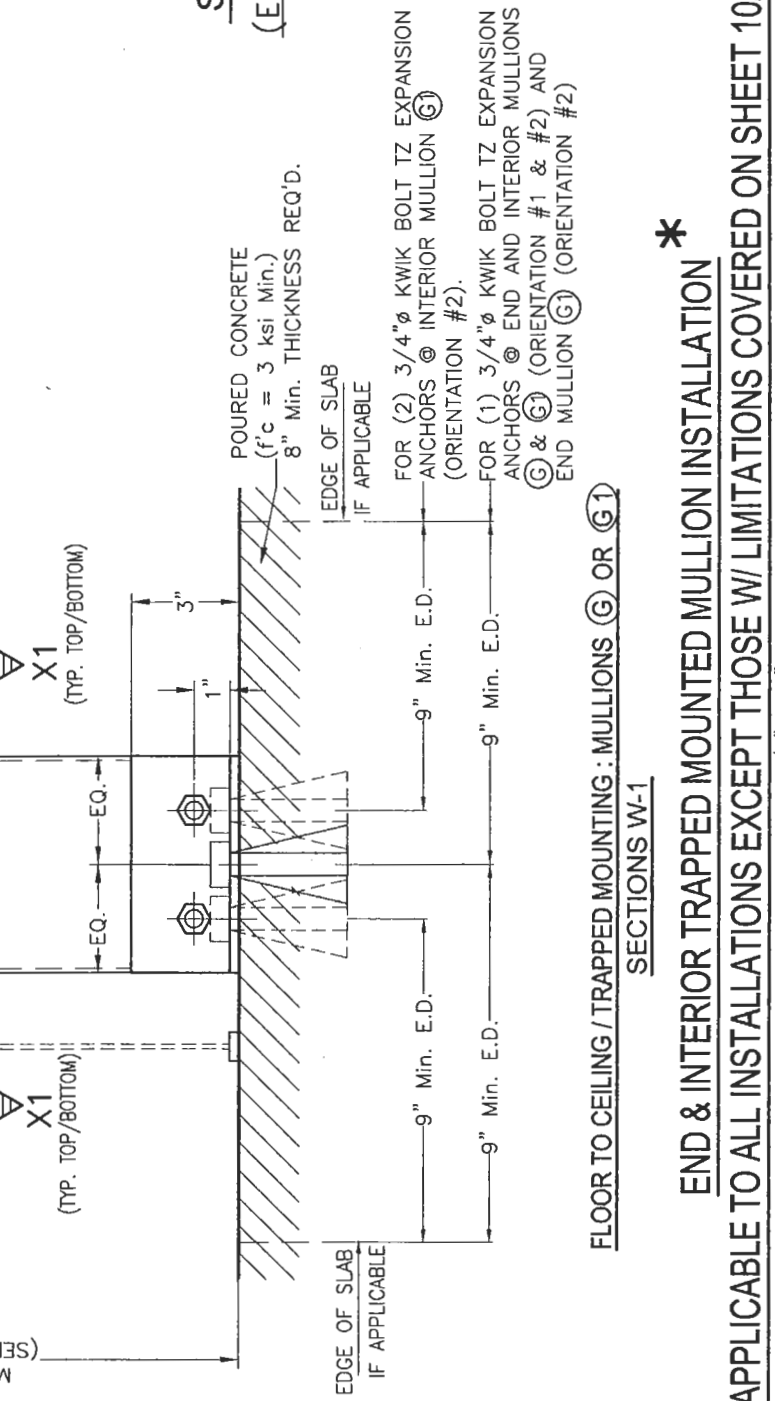 S
(E
X1
(TYP. TOP/BOTTOM)
X1
(TYP. TOP/BOTTOM)
M
(SE
EQ.
EQ.
3"
1"
POURED CONCRETE
(f'c = 3 ksi Min.)
8" Min. THICKNESS REQ'D.
EDGE OF SLAB
IF APPLICABLE
EDGE OF SLAB
IF APPLICABLE
9" Min. E.D.
9" Min. E.D.
9" Min. E.D.
9" Min. E.D.
FOR (2) 3/4"ø KWIK BOLT TZ EXPANSION
ANCHORS @ INTERIOR MULLION G1
(ORIENTATION #2).
FOR (1) 3/4"ø KWIK BOLT TZ EXPANSION
ANCHORS @ END AND INTERIOR MULLIONS
G & G1 (ORIENTATION #1 & #2) AND
END MULLION G1 (ORIENTATION #2)
FLOOR TO CEILING / TRAPPED MOUNTING : MULLIONS G OR G1
SECTIONS W-1
END & INTERIOR TRAPPED MOUNTED MULLION INSTALLATION *
APPLICABLE TO ALL INSTALLATIONS EXCEPT THOSE W/ LIMITATIONS COVERED ON SHEET 10